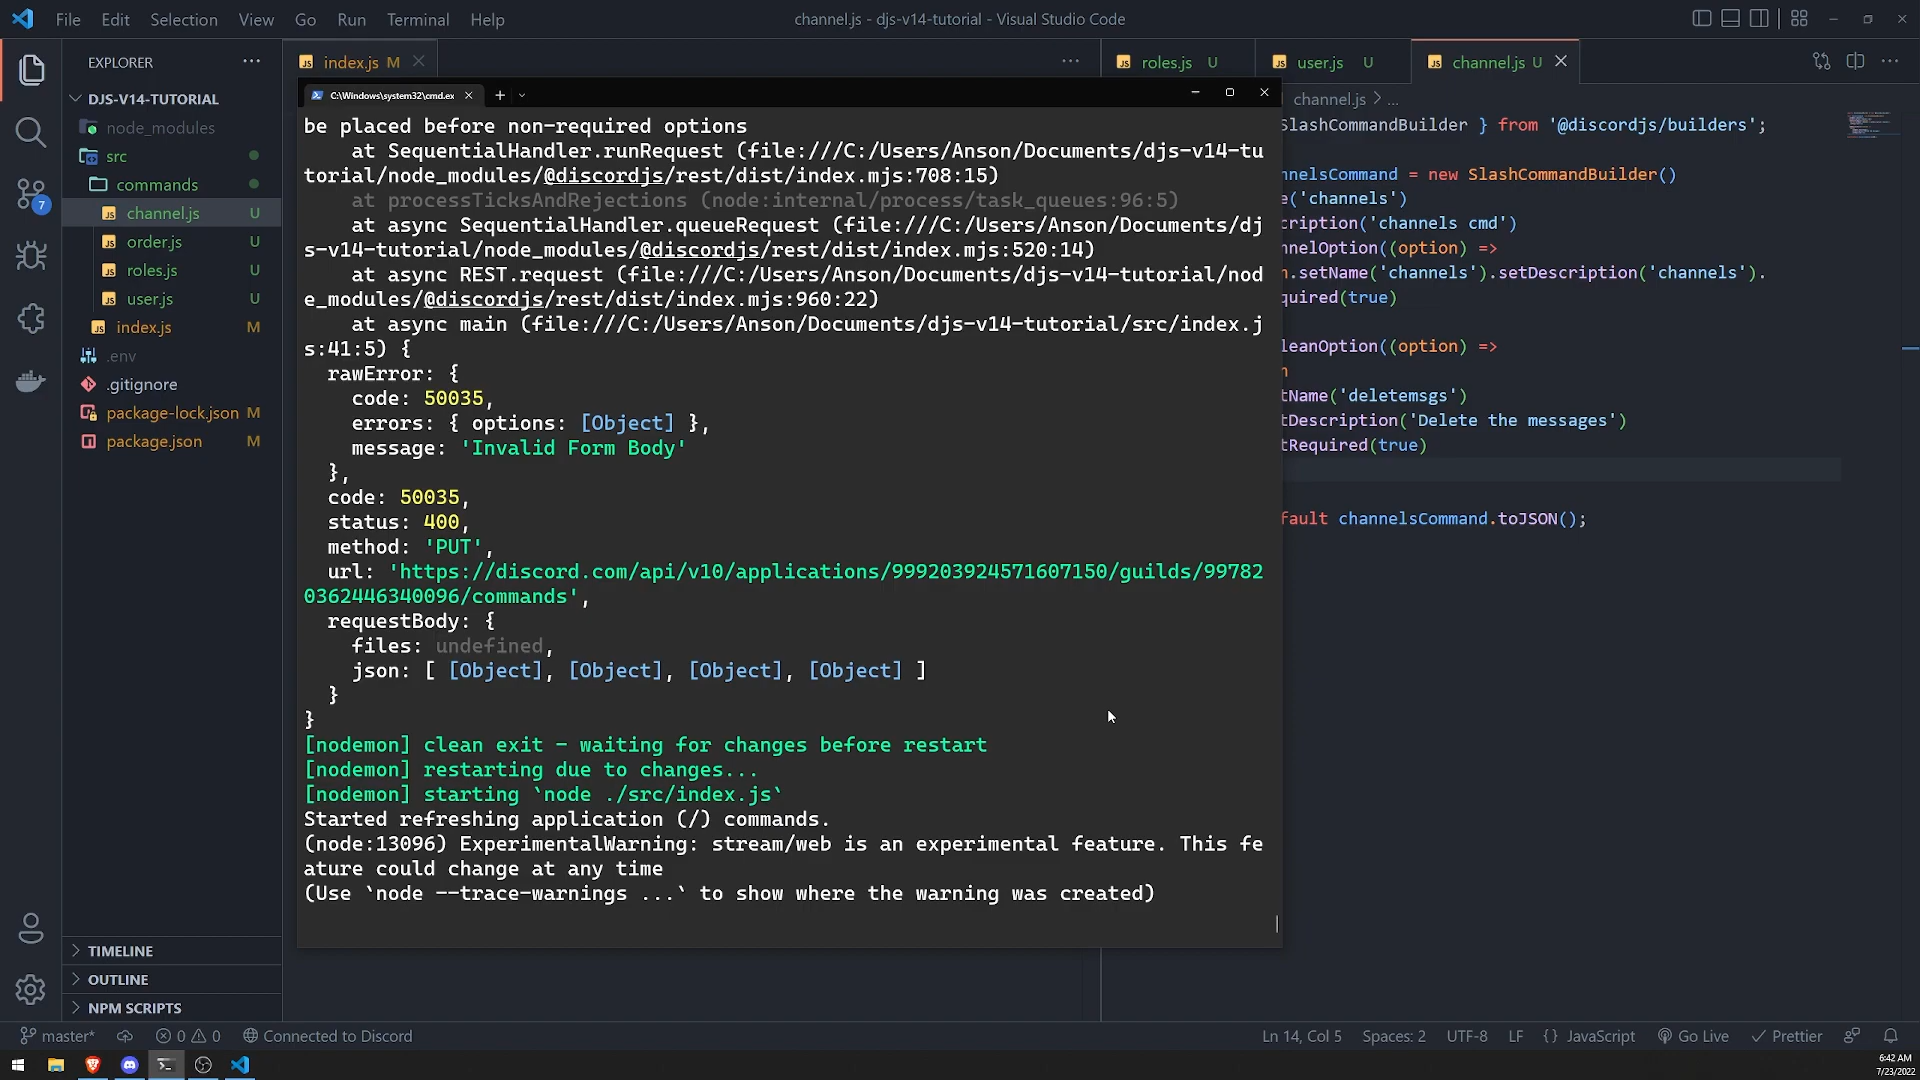 File Edit Selection View Go Run Terminal Help
channel.js - djs-v14-tutorial - Visual Studio Code
EXPLORER
DJS-V14-TUTORIAL
node_modules
src
commands
channel.js U
order.js U
roles.js U
user.js U
index.js M
.env
.gitignore
package-lock.json M
package.json M
TIMELINE
OUTLINE
NPM SCRIPTS
7
index.js M
roles.js U
user.js U
channel.js U
C:\Windows\system32\cmd.ex
be placed before non-required options
at SequentialHandler.runRequest (file:///C:/Users/Anson/Documents/djs-v14-tu
torial/node_modules/@discordjs/rest/dist/index.mjs:708:15)
at processTicksAndRejections (node:internal/process/task_queues:96:5)
at async SequentialHandler.queueRequest (file:///C:/Users/Anson/Documents/dj
s-v14-tutorial/node_modules/@discordjs/rest/dist/index.mjs:520:14)
at async REST.request (file:///C:/Users/Anson/Documents/djs-v14-tutorial/nod
e_modules/@discordjs/rest/dist/index.mjs:960:22)
at async main (file:///C:/Users/Anson/Documents/djs-v14-tutorial/src/index.j
s:41:5) {
rawError: {
code: 50035,
errors: { options: [Object] },
message: 'Invalid Form Body'
},
code: 50035,
status: 400,
method: 'PUT',
url: 'https://discord.com/api/v10/applications/999203924571607150/guilds/99782
0362446340096/commands',
requestBody: {
files: undefined,
json: [ [Object], [Object], [Object], [Object] ]
}
}
[nodemon] clean exit - waiting for changes before restart
[nodemon] restarting due to changes...
[nodemon] starting `node ./src/index.js`
Started refreshing application (/) commands.
(node:13096) ExperimentalWarning: stream/web is an experimental feature. This fe
ature could change at any time
(Use `node --trace-warnings ...` to show where the warning was created)
channel.js > ...
SlashCommandBuilder } from '@discordjs/builders';
nnelsCommand = new SlashCommandBuilder()
e('channels')
cription('channels cmd')
nnelOption((option) =>
n.setName('channels').setDescription('channels').
quired(true)
leanOption((option) =>
n
tName('deletemsgs')
tDescription('Delete the messages')
tRequired(true)
fault channelsCommand.toJSON();
master* 0 0 Connected to Discord
Ln 14, Col 5 Spaces: 2 UTF-8 LF {} JavaScript Go Live Prettier
6:42 AM
7/23/2022